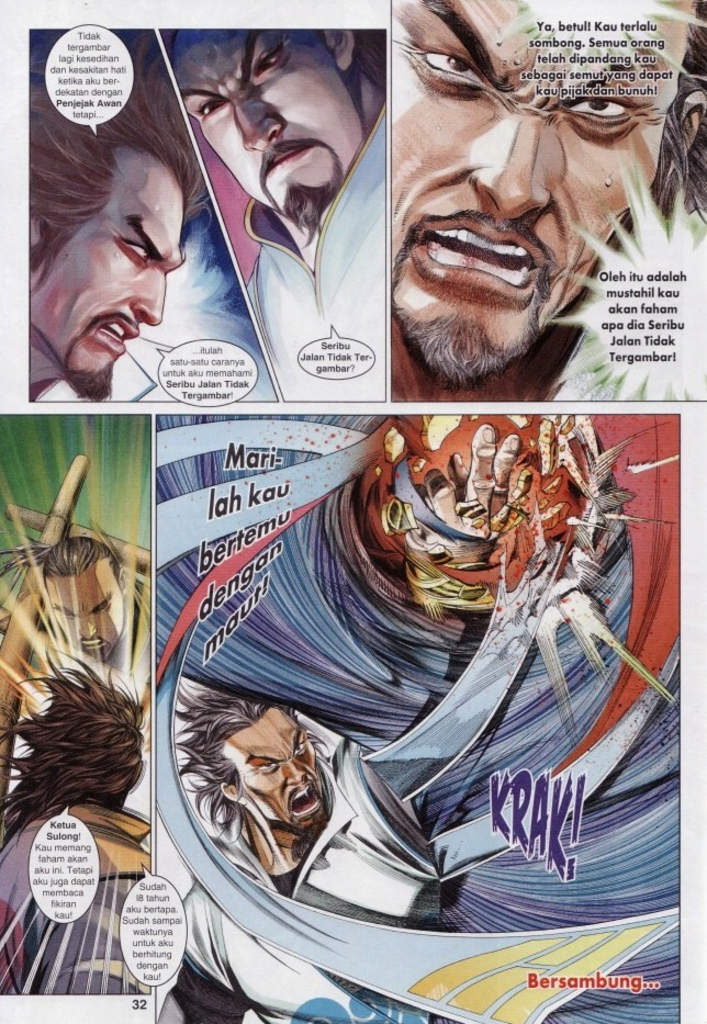 Tidak
tergambar
lagi kesedihan
dan kesakitan hati
ketika aku ber-
dekatan dengan
Penjejak Awan
tetapi...
...itulah
satu-satu caranya
untuk aku memahami
Seribu Jalan Tidak
Tergambar!
Seribu
Jalan Tidak Ter-
gambar?
Ya, betul! Kau terlalu
sombong. Semua orang
telah dipandang kau
sebagai semut yang dapat
kau pijak dan bunuh!
Oleh itu adalah
mustahil kau
akan faham
apa dia Seribu
Jalan Tidak
Tergambar!
Ketua
Sulong!
Kau memang
faham akan
aku ini. Tetapi
aku juga dapat
membaca
fikiran
kau!
Sudah
18 tahun
aku bertapa.
Sudah sampai
waktunya
untuk aku
berhitung
dengan
kau!
Mari-
lah kau
bertemu
dengan
maut!
KRAK!
Bersambung...
32